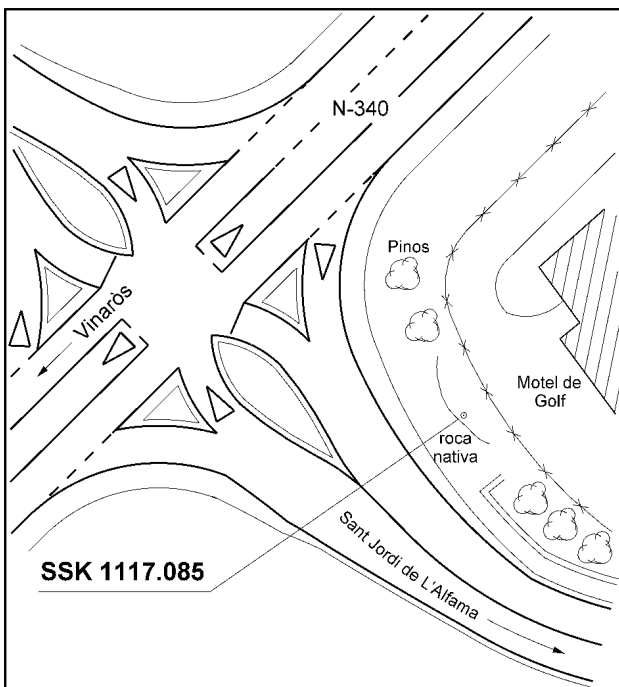 N-340
Pinos
Vinaròs
Motel de
Golf
roca
nativa
SSK 1117.085
Sant Jordi de L'Alfama